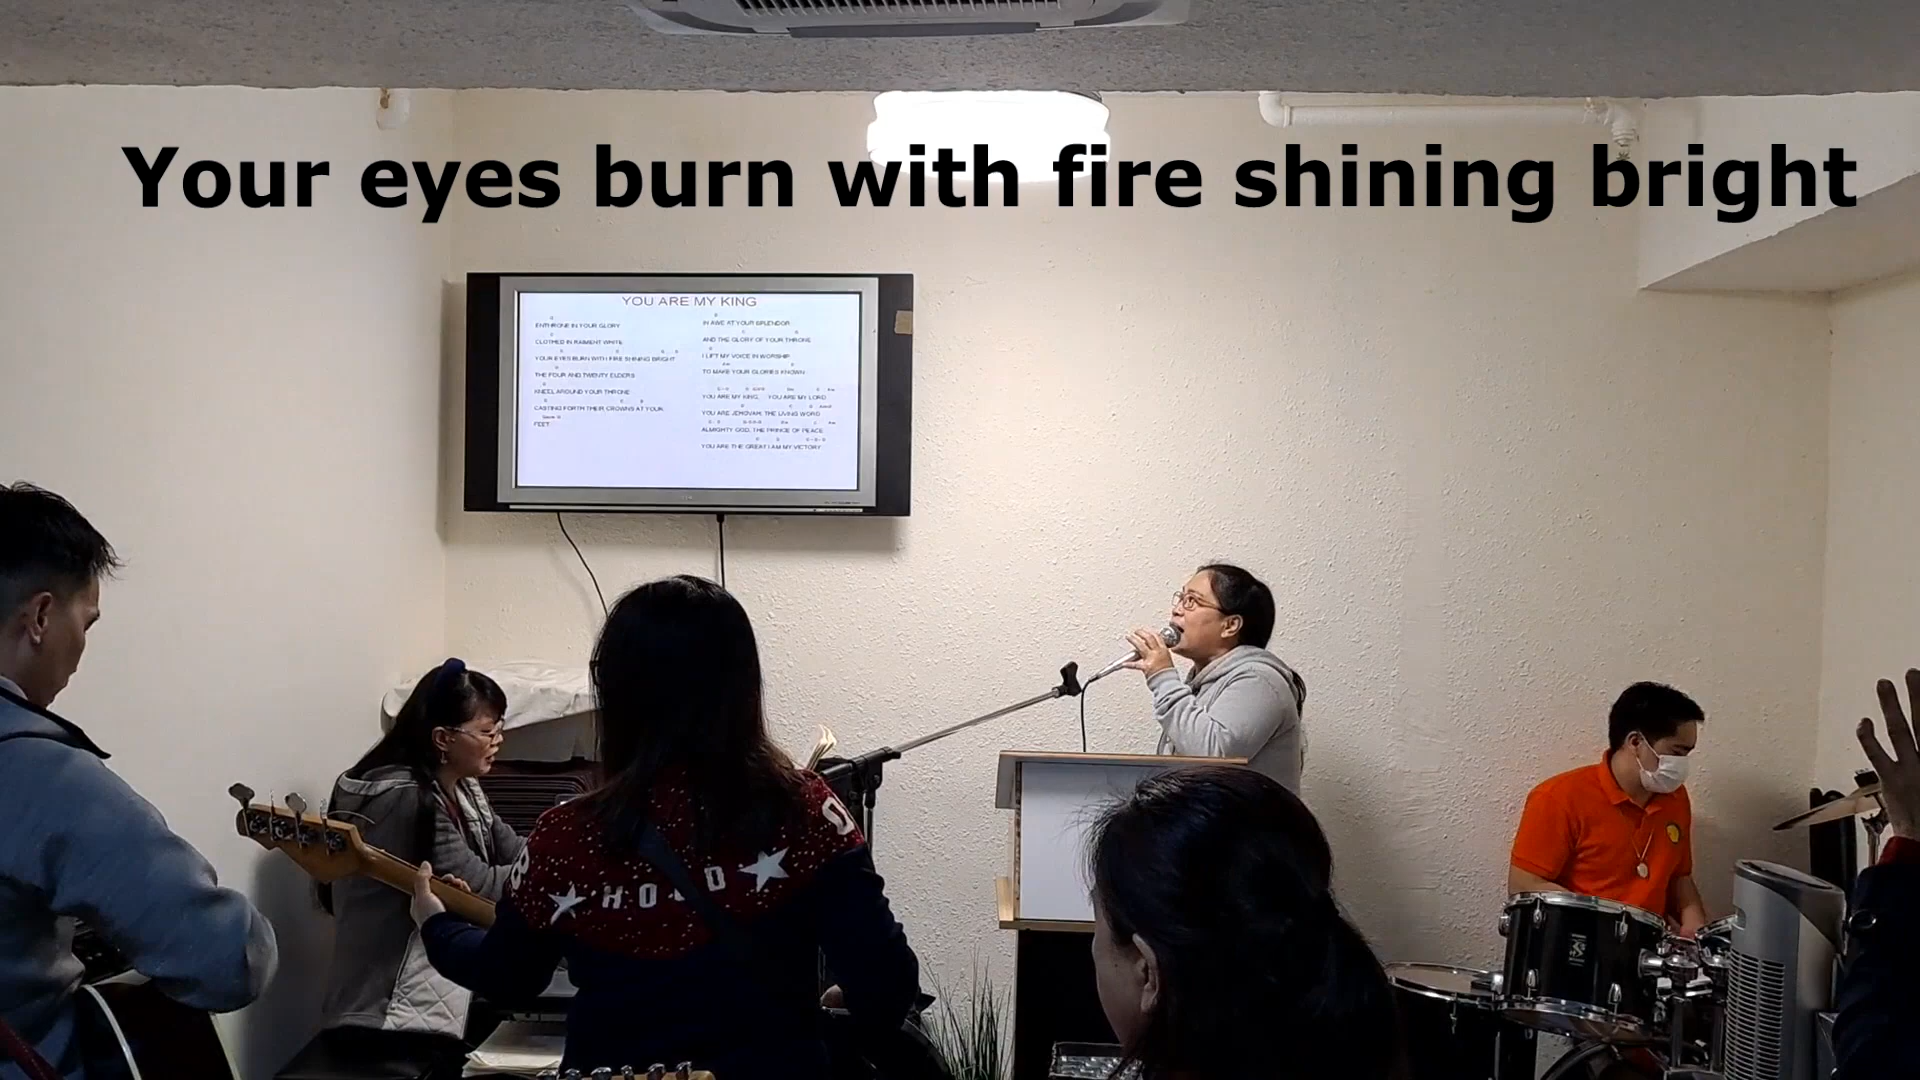 Your eyes burn with fire shining bright
YOU ARE MY KING
ENTHRONE IN YOUR GLORY
CLOTHED IN RAIMENT WHITE
YOUR EYES BURN WITH FIRE SHINING BRIGHT
THE FOUR AND TWENTY ELDERS
KNEEL AROUND YOUR THRONE
CASTING FORTH THEIR CROWNS AT YOUR
FEET
IN AWE AT YOUR SPLENDOR
AND THE GLORY OF YOUR THRONE
I LIFT MY VOICE IN WORSHIP
TO MAKE YOUR GLORIES KNOWN
YOU ARE MY KING, YOU ARE MY LORD
YOU ARE JEHOVAH, THE LIVING WORD
ALMIGHTY GOD, THE PRINCE OF PEACE
YOU ARE THE GREAT I AM MY VICTORY